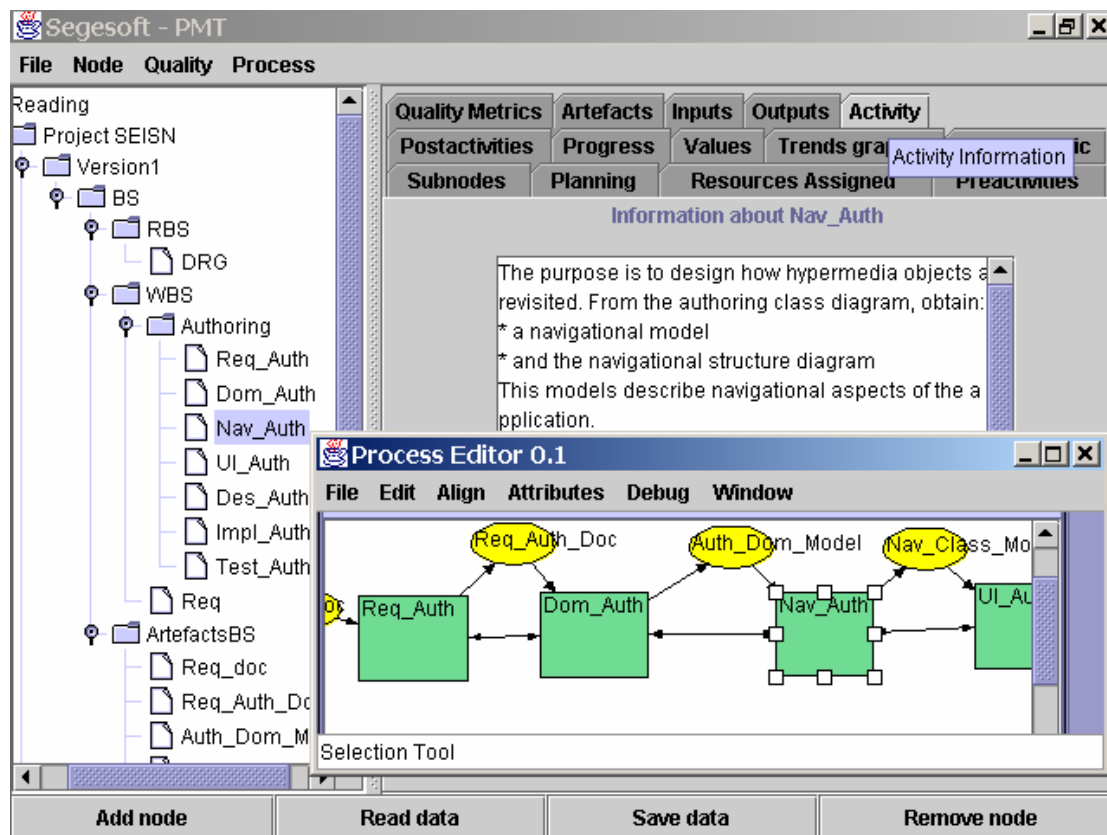 Segesoft - PMT
File Node Quality Process
Reading
Project SEISN
Version1
BS
RBS
DRG
WBS
Authoring
Req_Auth
Dom_Auth
Nav_Auth
UI_Auth
Des_Auth
Impl_Auth
Test_Auth
Req
ArtefactsBS
Req_doc
Req_Auth_Do
Auth_Dom_M
Quality Metrics Artefacts Inputs Outputs Activity
Postactivities Progress Values Trends grap ic
Activity Information
Subnodes Planning Resources Assigned Preactivities
Information about Nav_Auth
The purpose is to design how hypermedia objects a
revisited. From the authoring class diagram, obtain:
* a navigational model
* and the navigational structure diagram
This models describe navigational aspects of the a
pplication.
Process Editor 0.1
File Edit Align Attributes Debug Window
Req_Auth_Doc Auth_Dom_Model Nav_Class_Mo
Req_Auth Dom_Auth Nav_Auth UI_Au
Selection Tool
Add node Read data Save data Remove node